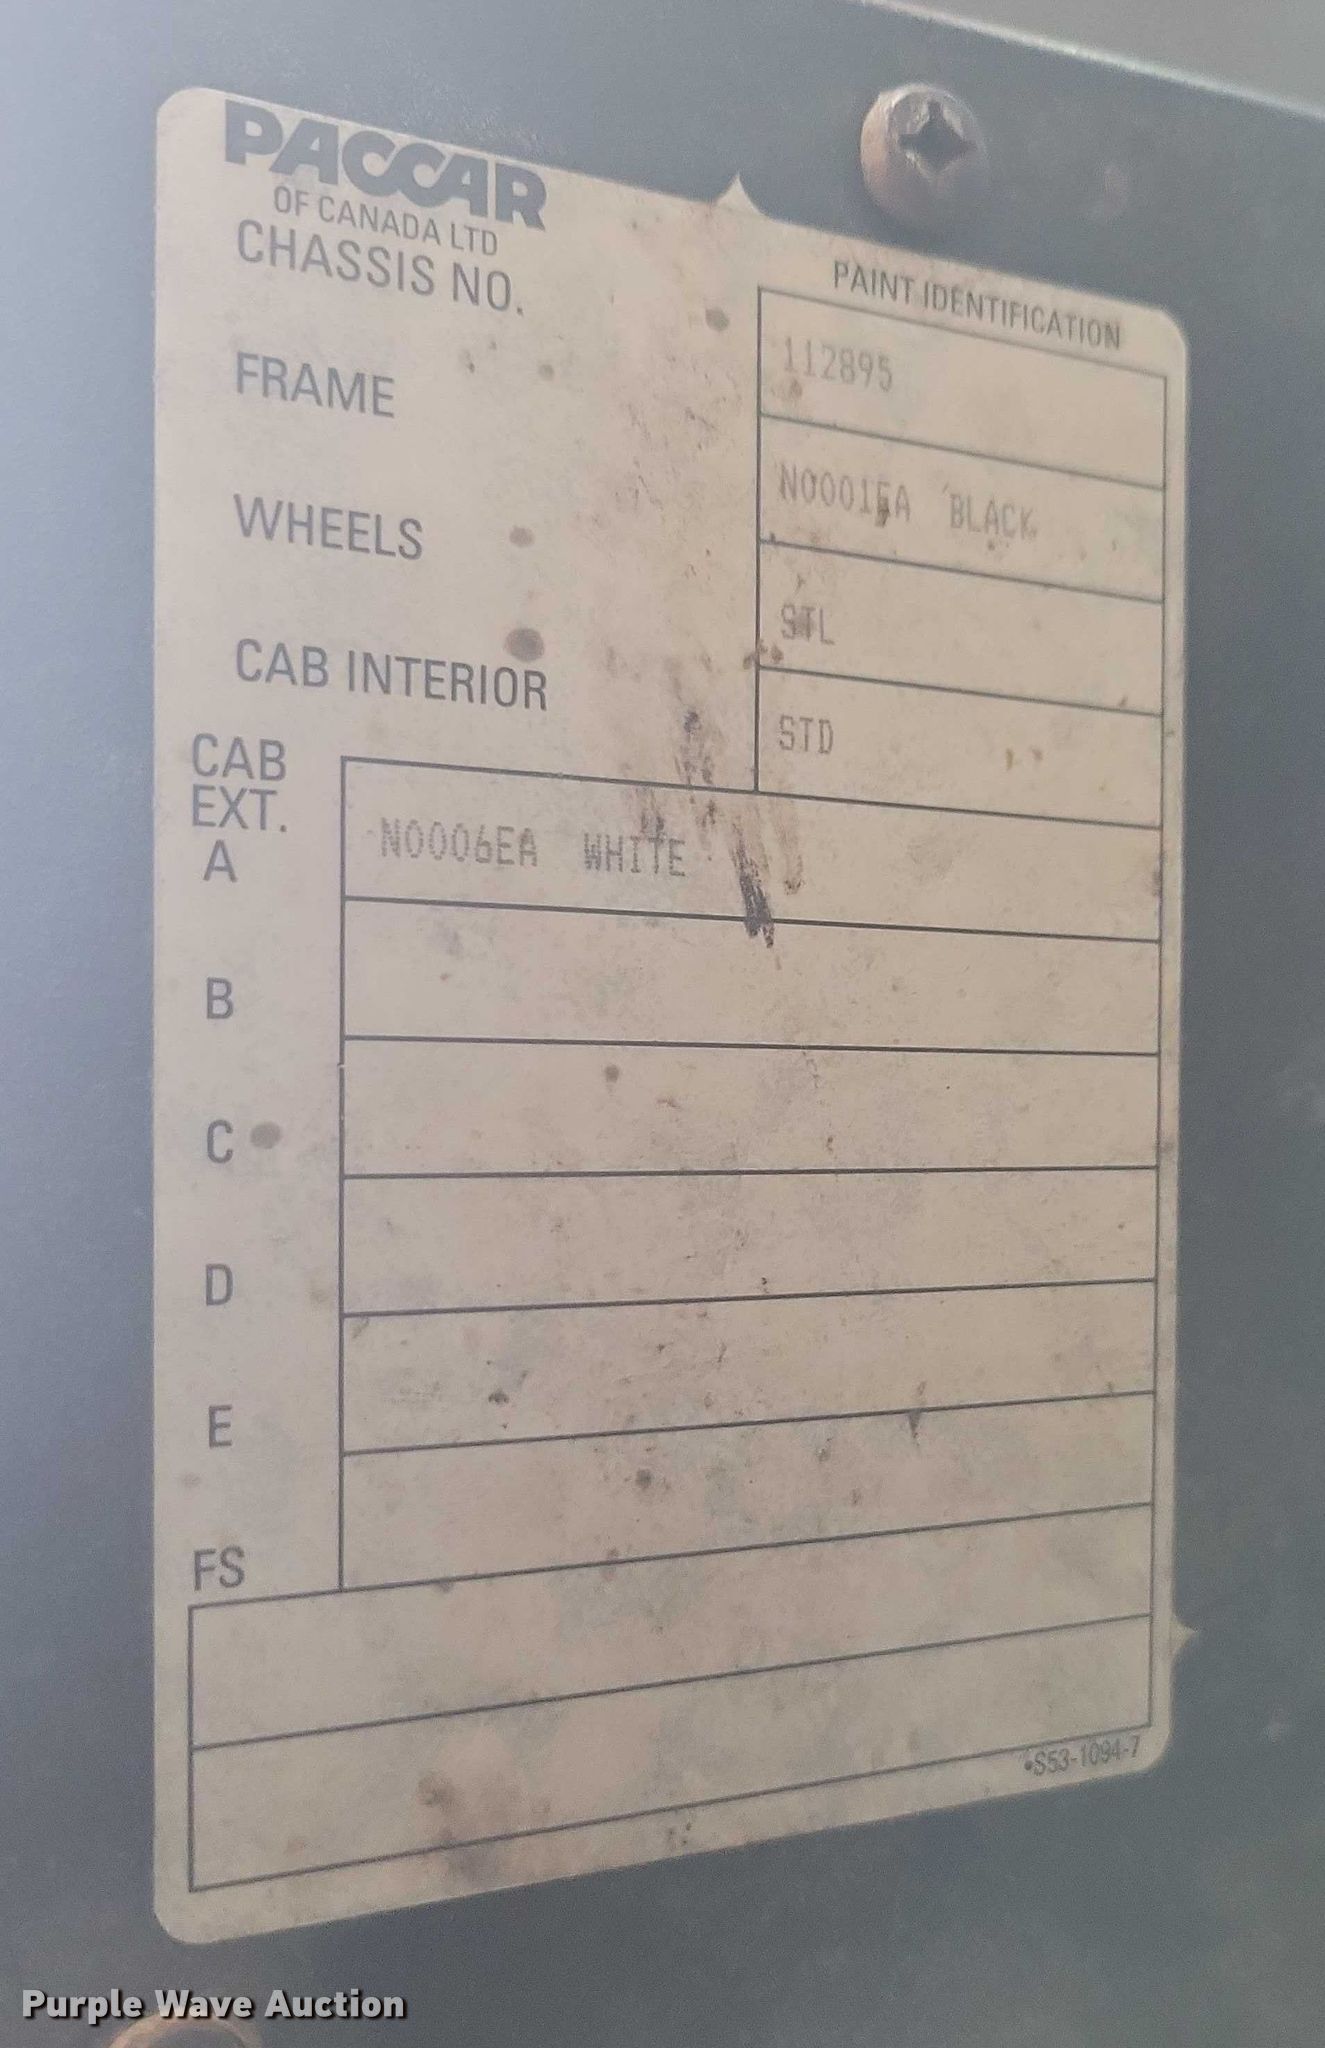 PACCAR
OF CANADA LTD
CHASSIS NO.
PAINT IDENTIFICATION
112895
FRAME
N0001EA BLACK
WHEELS
STL
CAB INTERIOR
STD
CAB
EXT.
A
N0006EA WHITE
B
C
D
E
FS
S53-1094-7
Purple Wave Auction